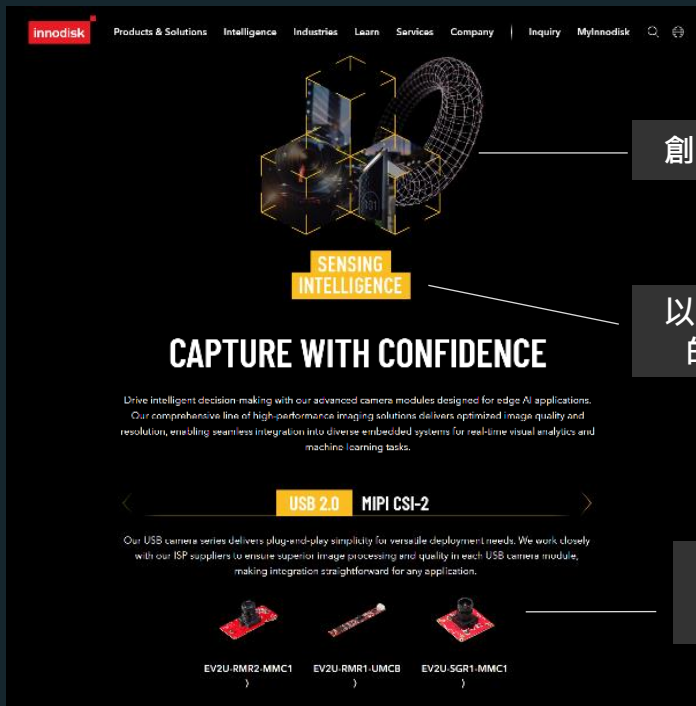 innodisk
Products & Solutions Intelligence Industries Learn Services Company Inquiry MyInnodisk
創
SENSING
INTELLIGENCE
以
的
CAPTURE WITH CONFIDENCE
Drive intelligent decision-making with our advanced camera modules designed for edge AI applications.
Our comprehensive line of high-performance imaging solutions delivers optimized image quality and
resolution, enabling seamless integration into diverse embedded systems for real-time visual analytics and
machine learning tasks.
USB 2.0 MIPI CSI-2
Our USB camera series delivers plug-and-play simplicity for versatile deployment needs. We work closely
with our ISP suppliers to ensure superior image processing and quality in each USB camera module,
making integration straightforward for any application.
EV2U-RMR2-MMC1 EV2U-RMR1-UMCB EV2U-SGR1-MMC1